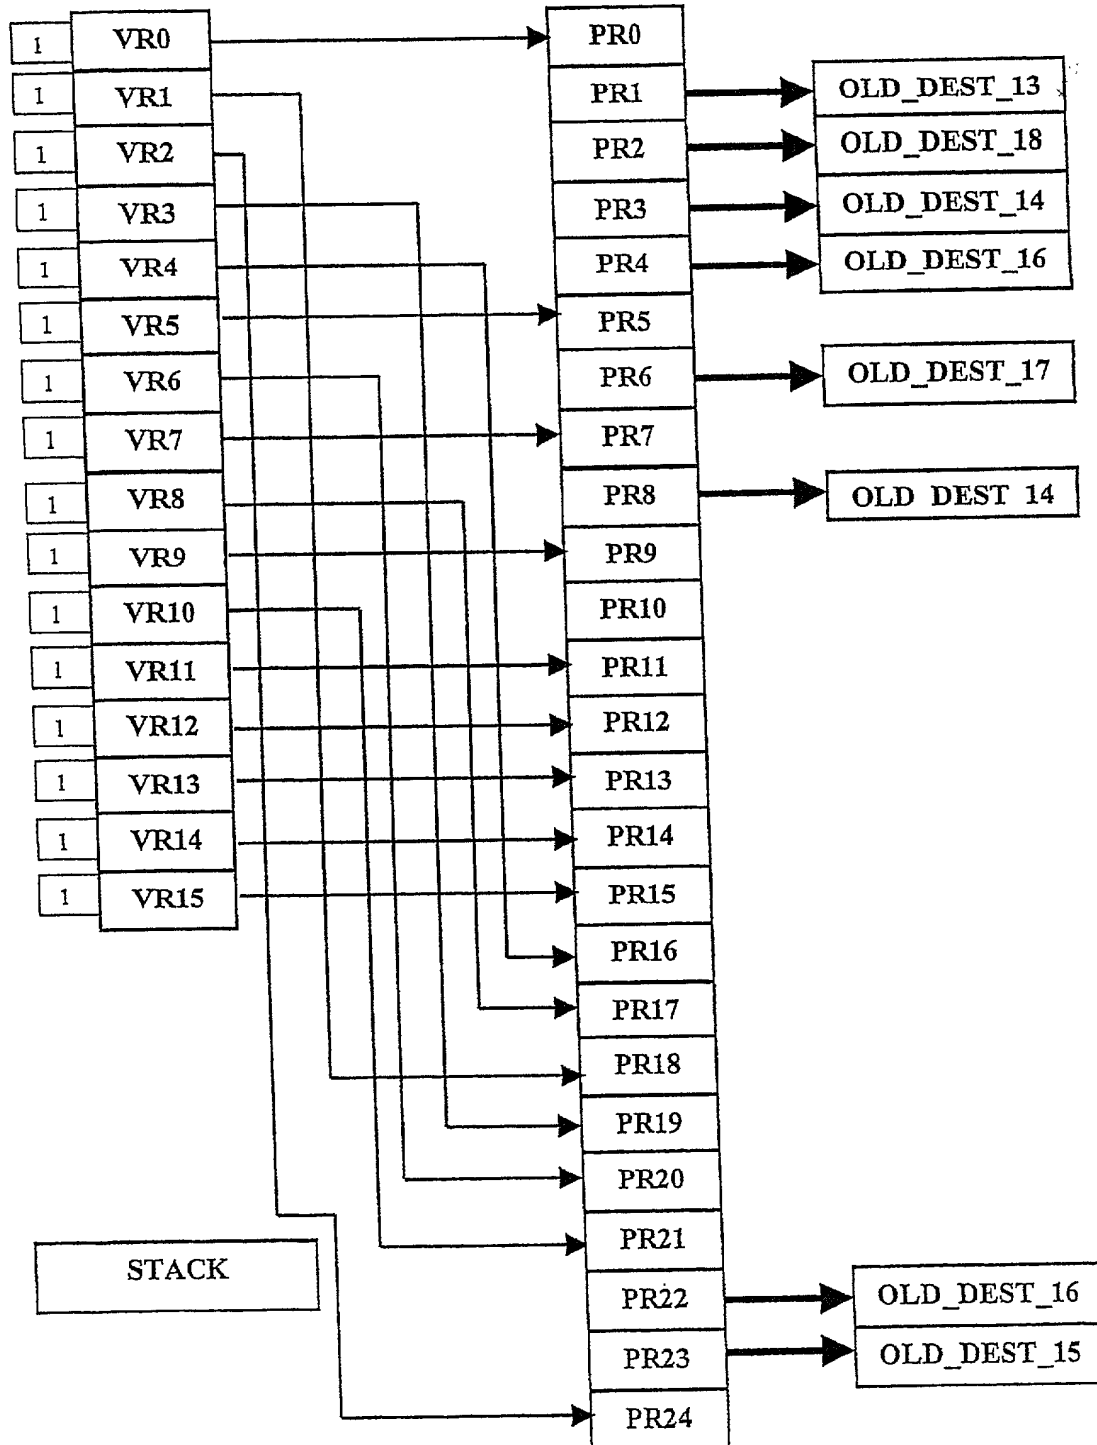 1 VR0 PR0
1 VR1 PR1 OLD_DEST_13
1 VR2 PR2 OLD_DEST_18
1 VR3 PR3 OLD_DEST_14
1 VR4 PR4 OLD_DEST_16
1 VR5 PR5
1 VR6 PR6 OLD_DEST_17
1 VR7 PR7
1 VR8 PR8 OLD DEST 14
1 VR9 PR9
1 VR10 PR10
1 VR11 PR11
1 VR12 PR12
1 VR13 PR13
1 VR14 PR14
1 VR15 PR15
PR16
PR17
PR18
PR19
PR20
PR21
STACK
PR22 OLD_DEST_16
PR23 OLD_DEST_15
PR24